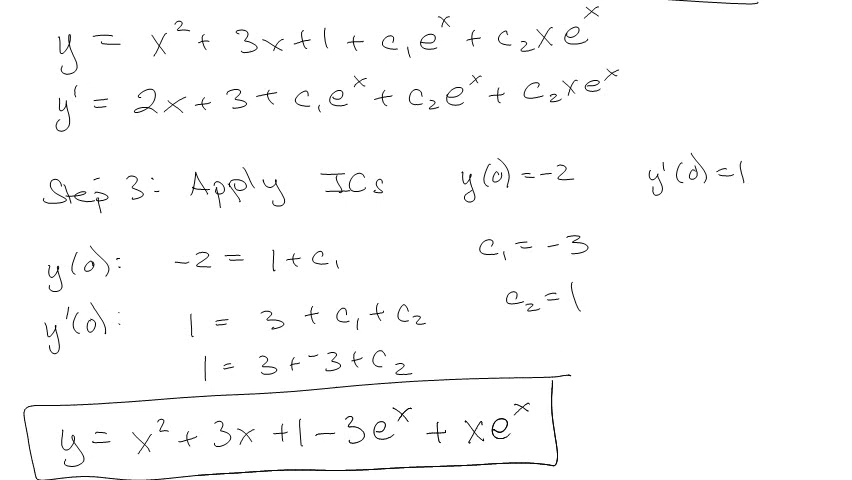 y = x² + 3x + 1 + c₁eˣ + c₂xeˣ
y' = 2x + 3 + c₁eˣ + c₂eˣ + c₂xeˣ
Step 3: Apply ICs y(0) = -2 y'(0) = 1
y(0): -2 = 1 + c₁ c₁ = -3
y'(0): 1 = 3 + c₁ + c₂ c₂ = 1
1 = 3 + -3 + c₂
y = x² + 3x + 1 - 3eˣ + xeˣ